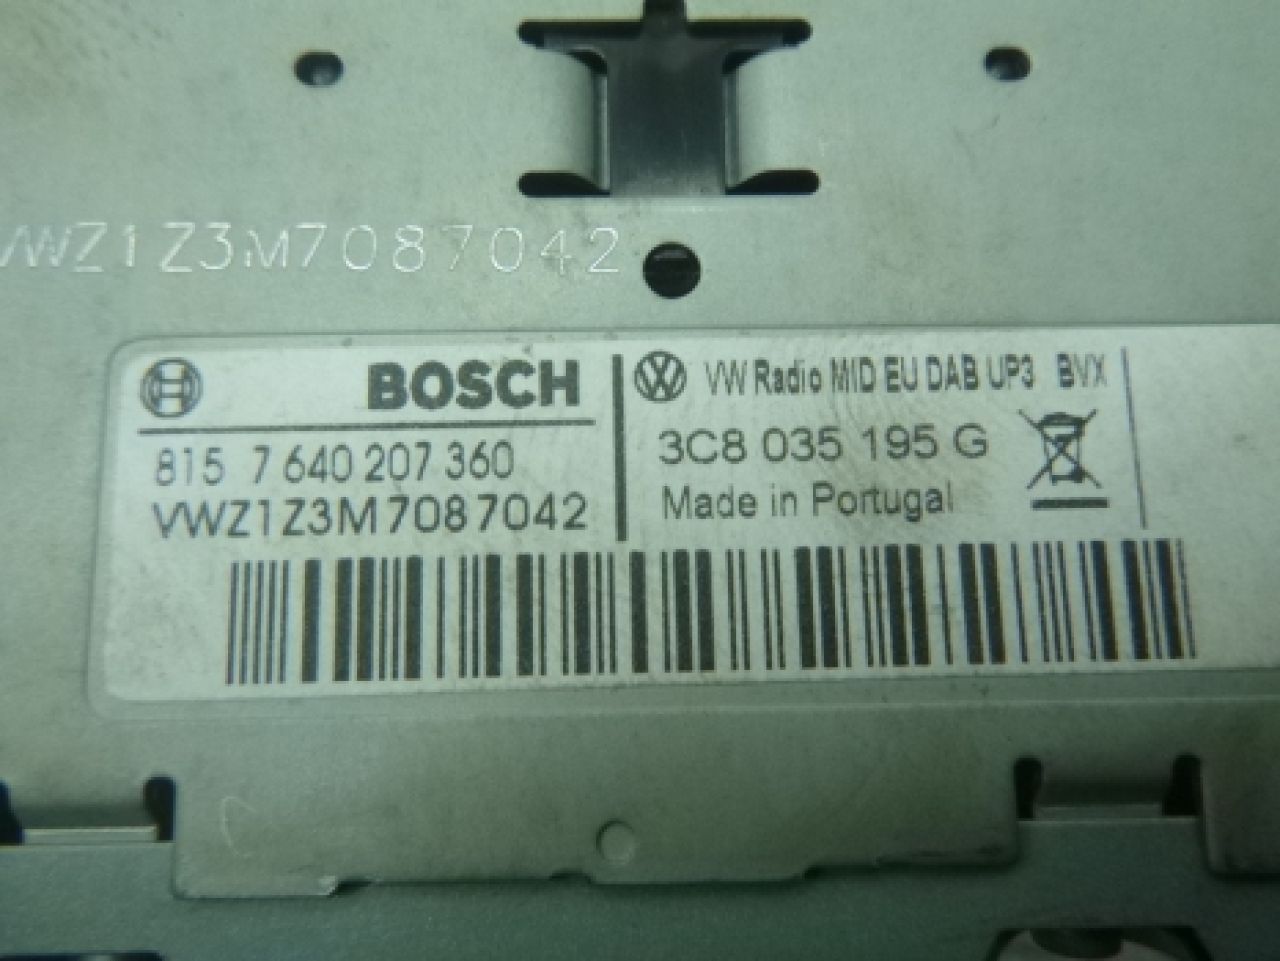 VWZ1Z3M7087042
BOSCH
815 7 640 207 360
VWZ1Z3M7087042
VW Radio MID EU DAB UP3 BVX
3C8 035 195 G
Made in Portugal